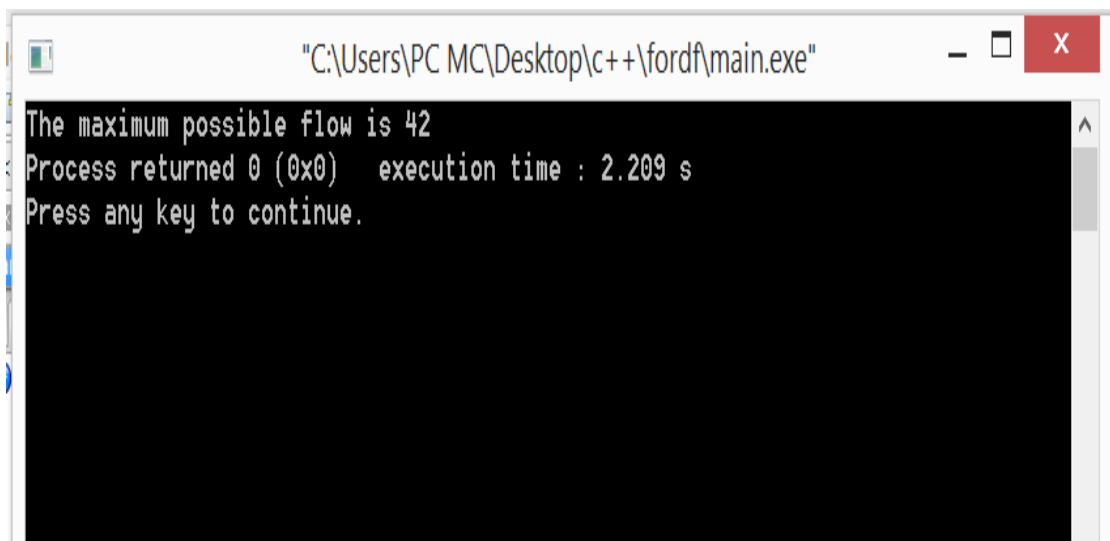 "C:\Users\PC MC\Desktop\c++\fordf\main.exe"
The maximum possible flow is 42
Process returned 0 (0x0)   execution time : 2.209 s
Press any key to continue.